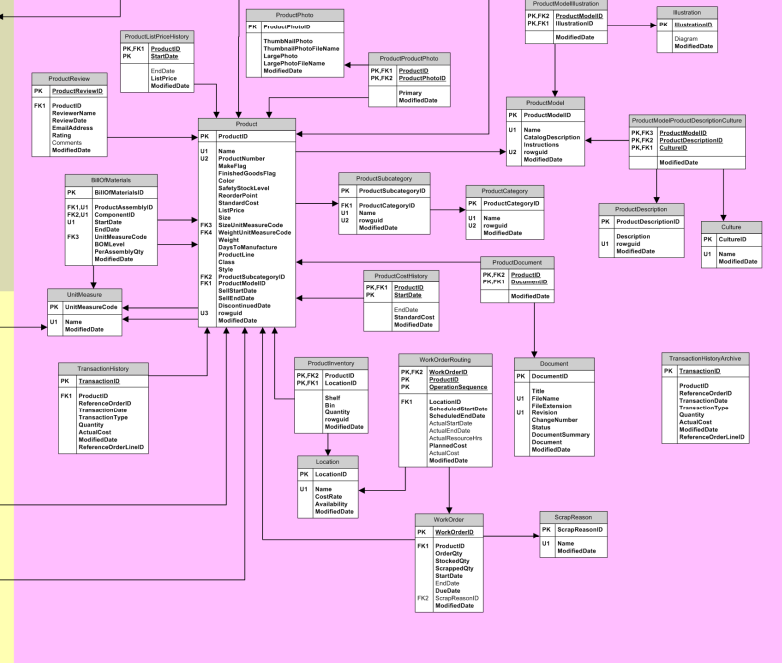 ProductModelIllustration
PK,FK2 ProductModelID
PK,FK1 IllustrationID
ModifiedDate
Illustration
PK IllustrationID
Diagram
ModifiedDate
ProductPhoto
PK ProductPhotoID
ThumbNailPhoto
ThumbnailPhotoFileName
LargePhoto
LargePhotoFileName
ModifiedDate
ProductListPriceHistory
PK,FK1 ProductID
PK StartDate
EndDate
ListPrice
ModifiedDate
ProductProductPhoto
PK,FK1 ProductID
PK,FK2 ProductPhotoID
Primary
ModifiedDate
ProductReview
PK ProductReviewID
FK1 ProductID
ReviewerName
ReviewDate
EmailAddress
Rating
Comments
ModifiedDate
Product
PK ProductID
U1 Name
U2 ProductNumber
MakeFlag
FinishedGoodsFlag
Color
SafetyStockLevel
ReorderPoint
StandardCost
ListPrice
Size
FK3 SizeUnitMeasureCode
FK4 WeightUnitMeasureCode
Weight
DaysToManufacture
ProductLine
Class
Style
FK2 ProductSubcategoryID
FK1 ProductModelID
SellStartDate
SellEndDate
DiscontinuedDate
U3 rowguid
ModifiedDate
ProductModel
PK ProductModelID
U1 Name
CatalogDescription
Instructions
U2 rowguid
ModifiedDate
ProductModelProductDescriptionCulture
PK,FK3 ProductModelID
PK,FK2 ProductDescriptionID
PK,FK1 CultureID
ModifiedDate
BillOfMaterials
PK BillOfMaterialsID
FK1,U1 ProductAssemblyID
FK2,U1 ComponentID
U1 StartDate
EndDate
FK3 UnitMeasureCode
BOMLevel
PerAssemblyQty
ModifiedDate
ProductSubcategory
PK ProductSubcategoryID
FK1 ProductCategoryID
U1 Name
U2 rowguid
ModifiedDate
ProductCategory
PK ProductCategoryID
U1 Name
U2 rowguid
ModifiedDate
ProductDescription
PK ProductDescriptionID
Description
U1 rowguid
ModifiedDate
Culture
PK CultureID
U1 Name
ModifiedDate
ProductCostHistory
PK,FK1 ProductID
PK StartDate
EndDate
StandardCost
ModifiedDate
ProductDocument
PK,FK2 ProductID
PK,FK1 DocumentID
ModifiedDate
UnitMeasure
PK UnitMeasureCode
U1 Name
ModifiedDate
TransactionHistory
PK TransactionID
FK1 ProductID
ReferenceOrderID
TransactionDate
TransactionType
Quantity
ActualCost
ModifiedDate
ReferenceOrderLineID
ProductInventory
PK,FK2 ProductID
PK,FK1 LocationID
Shelf
Bin
Quantity
rowguid
ModifiedDate
WorkOrderRouting
PK,FK2 WorkOrderID
PK ProductID
PK OperationSequence
FK1 LocationID
ScheduledStartDate
ScheduledEndDate
ActualStartDate
ActualEndDate
ActualResourceHrs
PlannedCost
ActualCost
ModifiedDate
Document
PK DocumentID
Title
U1 FileName
FileExtension
U1 Revision
ChangeNumber
Status
DocumentSummary
Document
ModifiedDate
TransactionHistoryArchive
PK TransactionID
ProductID
ReferenceOrderID
TransactionDate
TransactionType
Quantity
ActualCost
ModifiedDate
ReferenceOrderLineID
Location
PK LocationID
U1 Name
CostRate
Availability
ModifiedDate
WorkOrder
PK WorkOrderID
FK1 ProductID
OrderQty
StockedQty
ScrappedQty
StartDate
EndDate
DueDate
FK2 ScrapReasonID
ModifiedDate
ScrapReason
PK ScrapReasonID
U1 Name
ModifiedDate